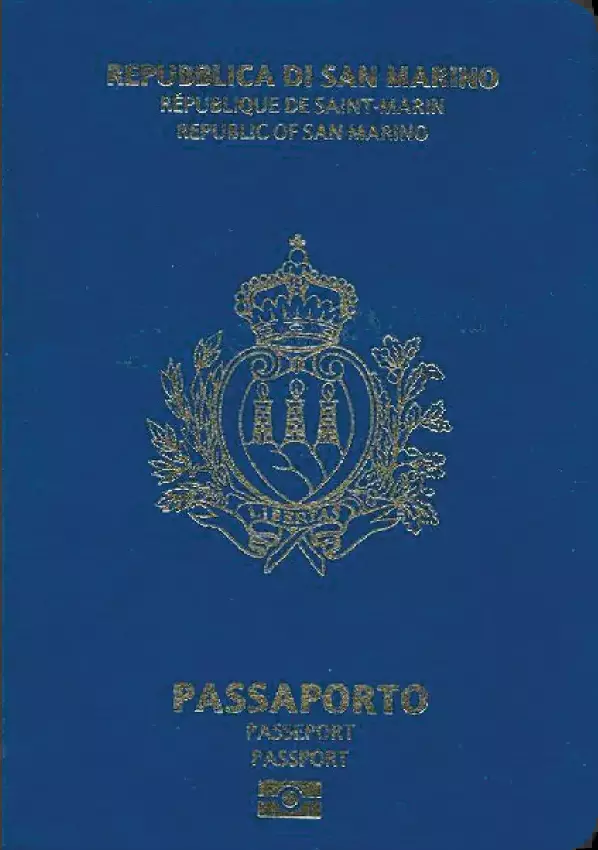 REPUBBLICA DI SAN MARINO
RÉPUBLIQUE DE SAINT-MARIN
REPUBLIC OF SAN MARINO
LIBERTAS
PASSAPORTO
PASSEPORT
PASSPORT